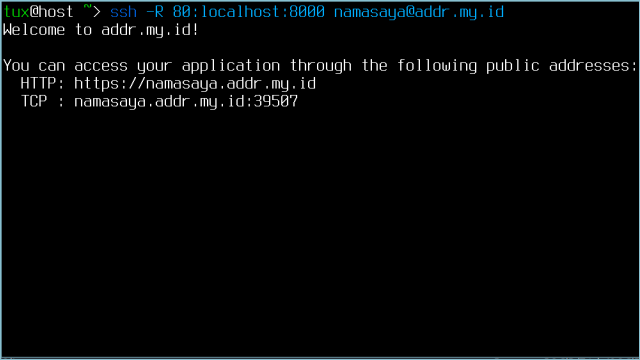 tux@host ~> ssh -R 80:localhost:8000 namasaya@addr.my.id
Welcome to addr.my.id!
You can access your application through the following public addresses:
HTTP: https://namasaya.addr.my.id
TCP : namasaya.addr.my.id:39507